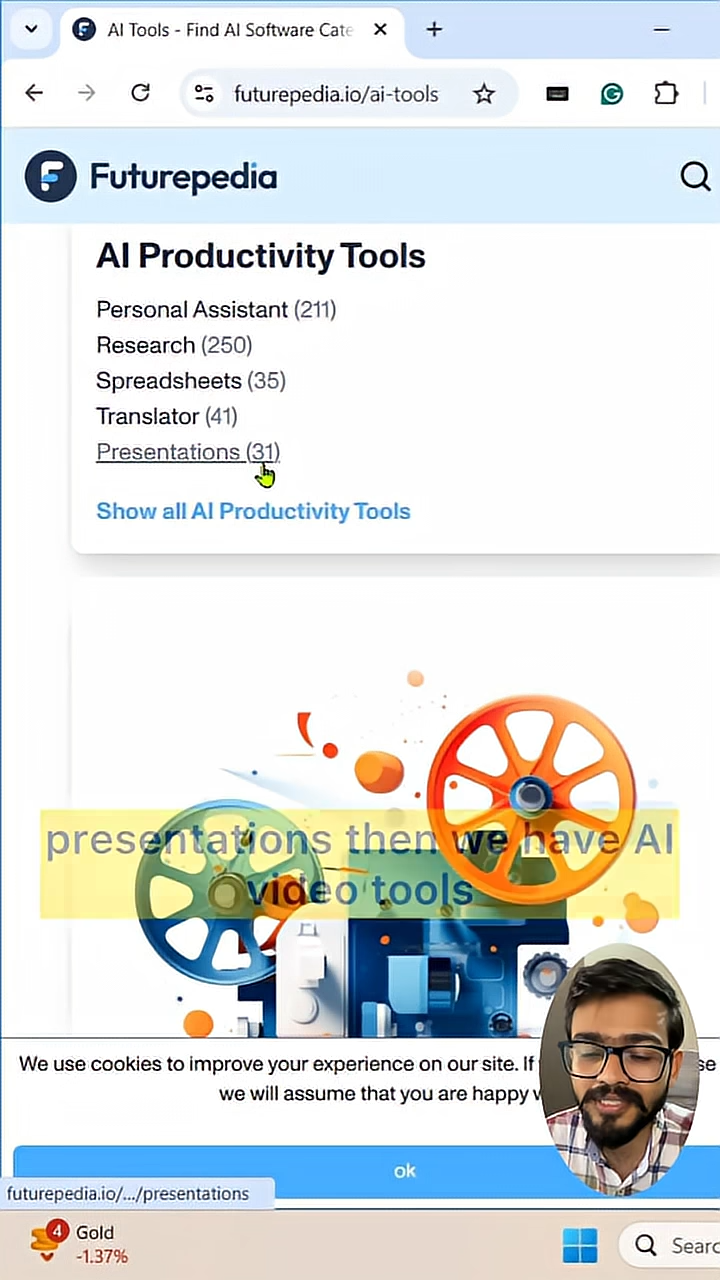 AI Tools - Find AI Software Cate
futurepedia.io/ai-tools
Futurepedia
AI Productivity Tools
Personal Assistant (211)
Research (250)
Spreadsheets (35)
Translator (41)
Presentations (31)
Show all AI Productivity Tools
presentations then we have AI
video tools
We use cookies to improve your experience on our site. If
se
we will assume that you are happy w
ok
futurepedia.io/.../presentations
4
Gold
-1.37%
Searc